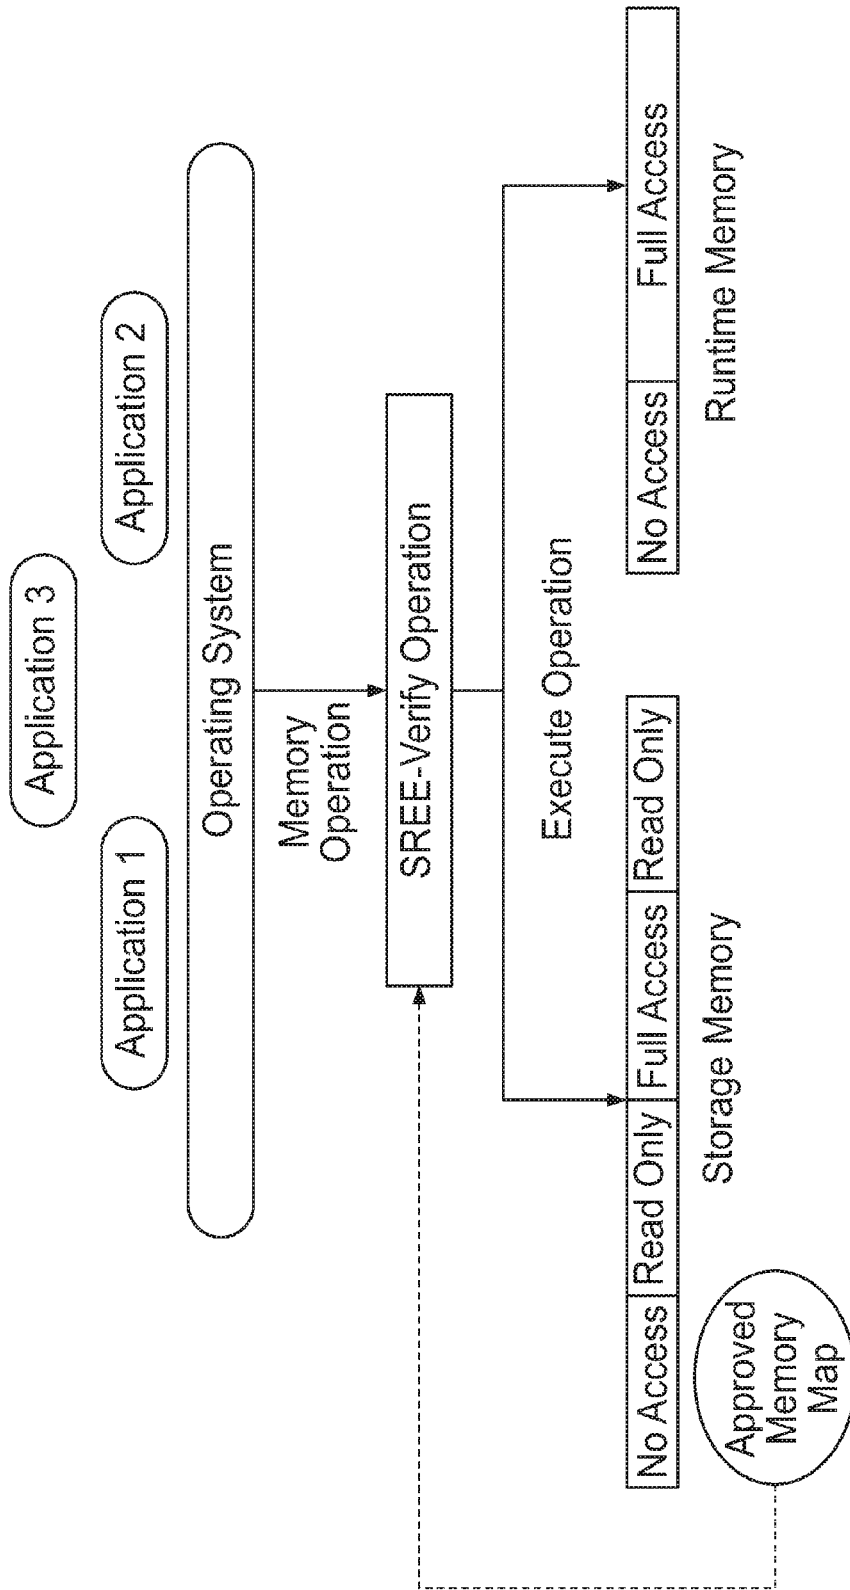 Application 3
Application 1
Application 2
Operating System
Memory
Operation
SREE-Verify Operation
Execute Operation
No Access
Read Only
Full Access
Read Only
Storage Memory
No Access
Full Access
Runtime Memory
Approved
Memory
Map